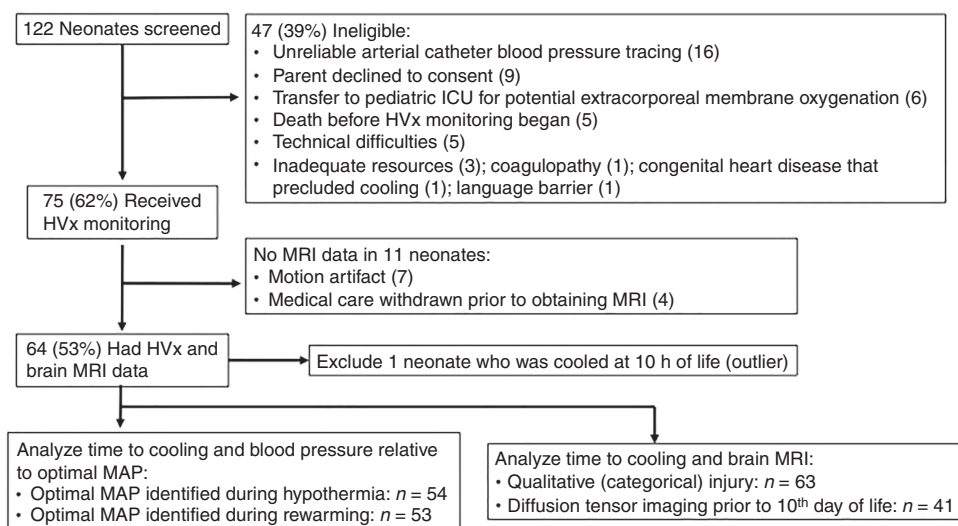 122 Neonates screened
47 (39%) Ineligible:
• Unreliable arterial catheter blood pressure tracing (16)
• Parent declined to consent (9)
• Transfer to pediatric ICU for potential extracorporeal membrane oxygenation (6)
• Death before HVx monitoring began (5)
• Technical difficulties (5)
• Inadequate resources (3); coagulopathy (1); congenital heart disease that
precluded cooling (1); language barrier (1)
75 (62%) Received
HVx monitoring
No MRI data in 11 neonates:
• Motion artifact (7)
• Medical care withdrawn prior to obtaining MRI (4)
64 (53%) Had HVx and
brain MRI data
Exclude 1 neonate who was cooled at 10 h of life (outlier)
Analyze time to cooling and blood pressure relative
to optimal MAP:
• Optimal MAP identified during hypothermia: n = 54
• Optimal MAP identified during rewarming: n = 53
Analyze time to cooling and brain MRI:
• Qualitative (categorical) injury: n = 63
• Diffusion tensor imaging prior to 10th day of life: n = 41